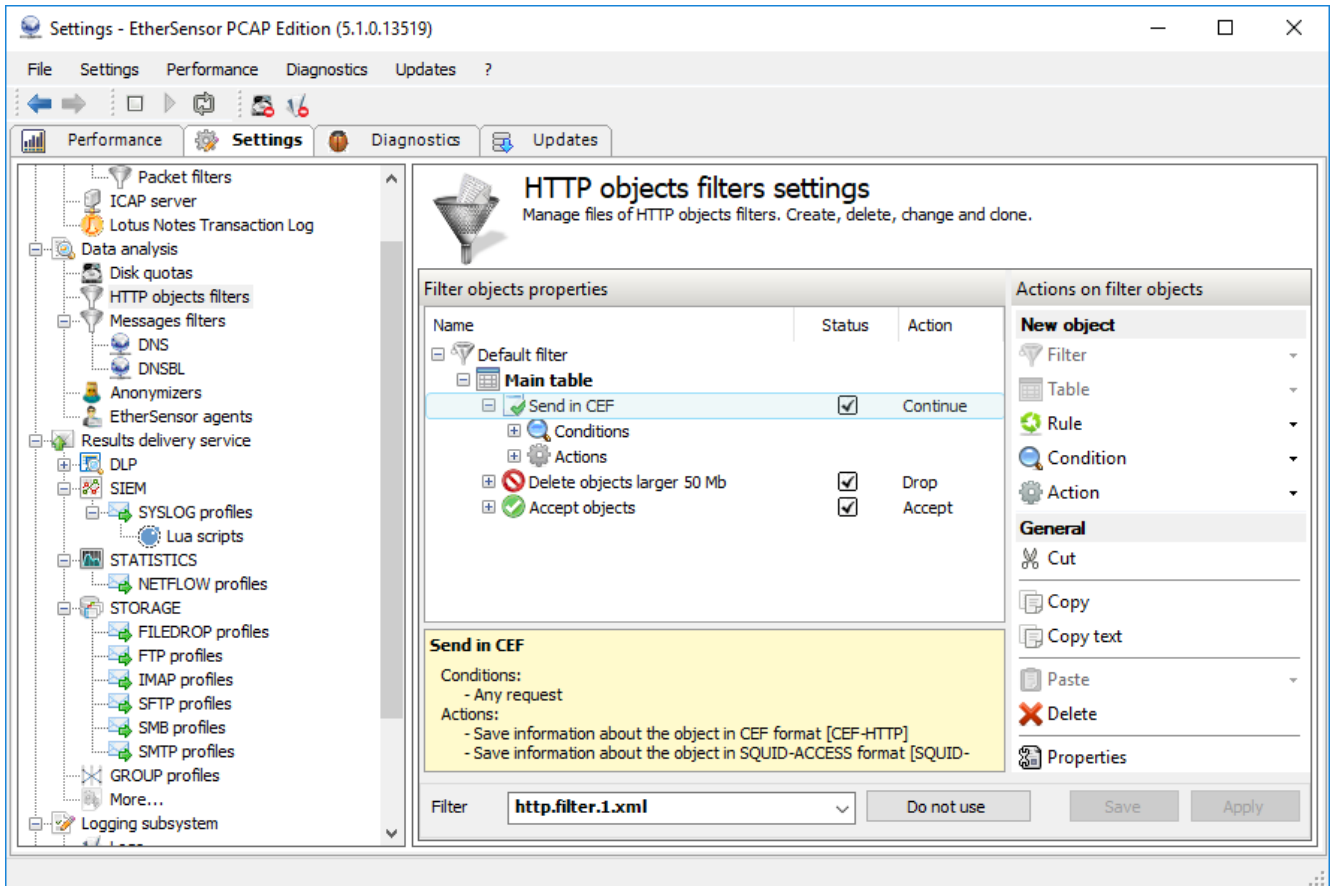 Settings - EtherSensor PCAP Edition (5.1.0.13519)
File Settings Performance Diagnostics Updates ?
Performance Settings Diagnostics Updates
Packet filters
ICAP server
Lotus Notes Transaction Log
Data analysis
Disk quotas
HTTP objects filters
Messages filters
DNS
DNSBL
Anonymizers
EtherSensor agents
Results delivery service
DLP
SIEM
SYSLOG profiles
Lua scripts
STATISTICS
NETFLOW profiles
STORAGE
FILEDROP profiles
FTP profiles
IMAP profiles
SFTP profiles
SMB profiles
SMTP profiles
GROUP profiles
More...
Logging subsystem
HTTP objects filters settings
Manage files of HTTP objects filters. Create, delete, change and clone.
Filter objects properties
Name Status Action
Default filter
Main table
Send in CEF Continue
Conditions
Actions
Delete objects larger 50 Mb Drop
Accept objects Accept
Send in CEF
Conditions:
- Any request
Actions:
- Save information about the object in CEF format [CEF-HTTP]
- Save information about the object in SQUID-ACCESS format [SQUID-
Filter http.filter.1.xml Do not use Save Apply
Actions on filter objects
New object
Filter
Table
Rule
Condition
Action
General
Cut
Copy
Copy text
Paste
Delete
Properties